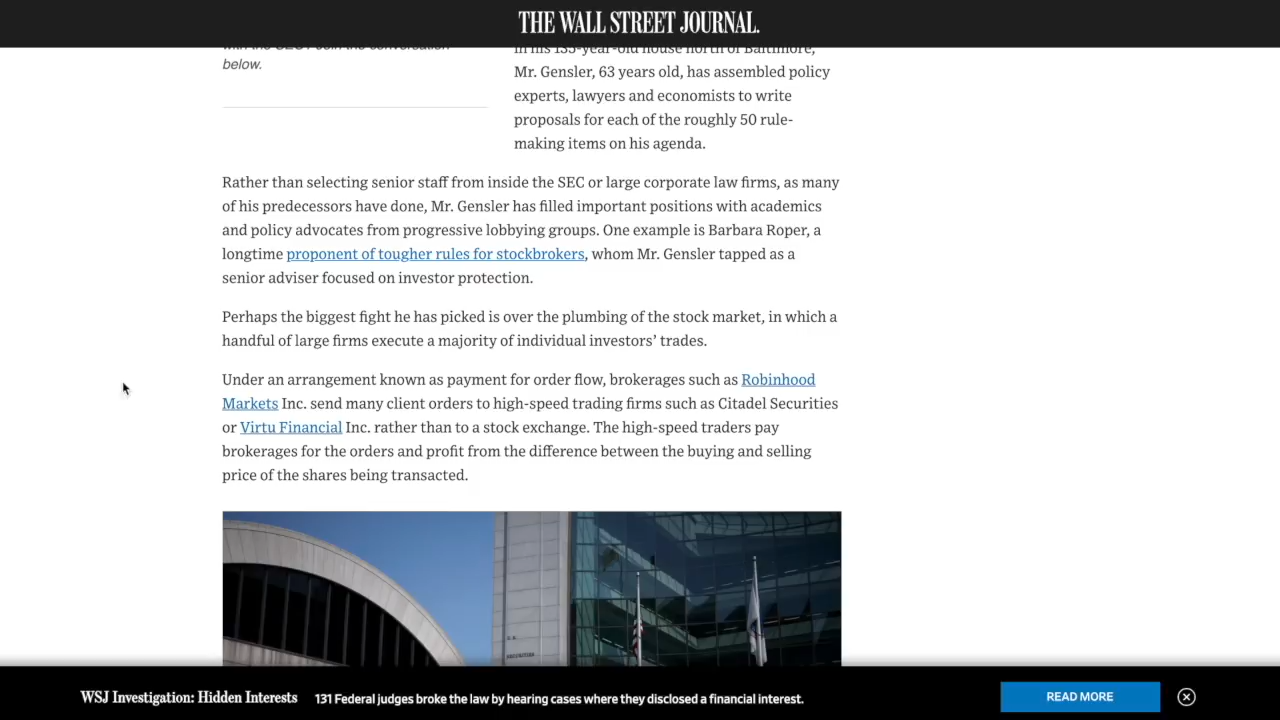 THE WALL STREET JOURNAL.
with the SEC? Join the conversation
below.
in his 135-year-old house north of Baltimore,
Mr. Gensler, 63 years old, has assembled policy
experts, lawyers and economists to write
proposals for each of the roughly 50 rule-
making items on his agenda.
Rather than selecting senior staff from inside the SEC or large corporate law firms, as many
of his predecessors have done, Mr. Gensler has filled important positions with academics
and policy advocates from progressive lobbying groups. One example is Barbara Roper, a
longtime proponent of tougher rules for stockbrokers, whom Mr. Gensler tapped as a
senior adviser focused on investor protection.
Perhaps the biggest fight he has picked is over the plumbing of the stock market, in which a
handful of large firms execute a majority of individual investors’ trades.
Under an arrangement known as payment for order flow, brokerages such as Robinhood
Markets Inc. send many client orders to high-speed trading firms such as Citadel Securities
or Virtu Financial Inc. rather than to a stock exchange. The high-speed traders pay
brokerages for the orders and profit from the difference between the buying and selling
price of the shares being transacted.
U.S.
SECURITIES
WSJ Investigation: Hidden Interests 131 Federal judges broke the law by hearing cases where they disclosed a financial interest. READ MORE